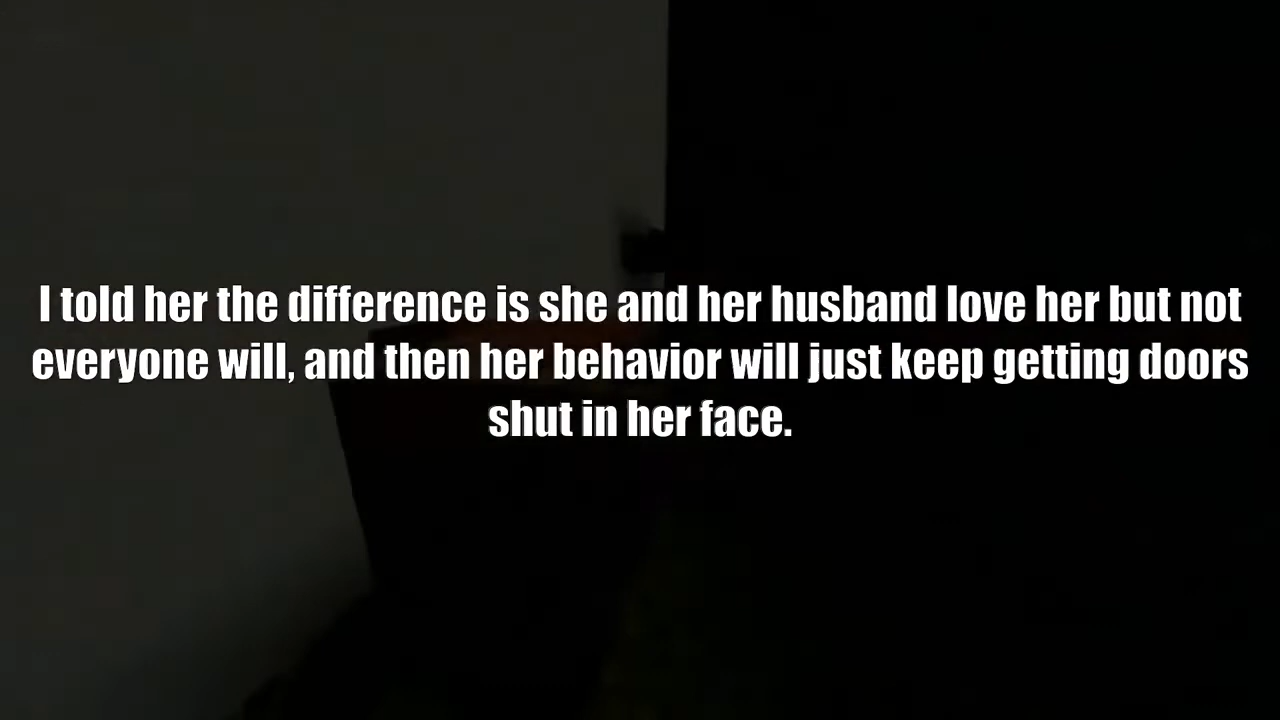 I told her the difference is she and her husband love her but not
everyone will, and then her behavior will just keep getting doors
shut in her face.